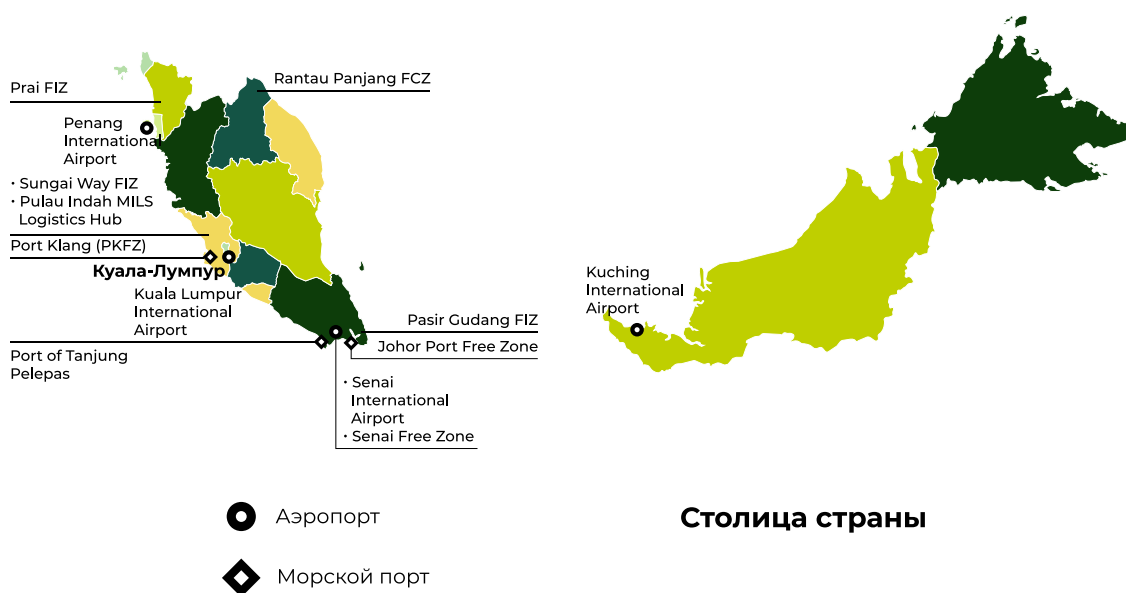 Prai FIZ
Rantau Panjang FCZ
Penang
International
Airport
· Sungai Way FIZ
· Pulau Indah MILS
Logistics Hub
Port Klang (PKFZ)
Куала-Лумпур
Kuala Lumpur
International
Airport
Port of Tanjung
Pelepas
Pasir Gudang FIZ
Johor Port Free Zone
· Senai
International
Airport
· Senai Free Zone
Kuching
International
Airport
Аэропорт
Морской порт
Столица страны